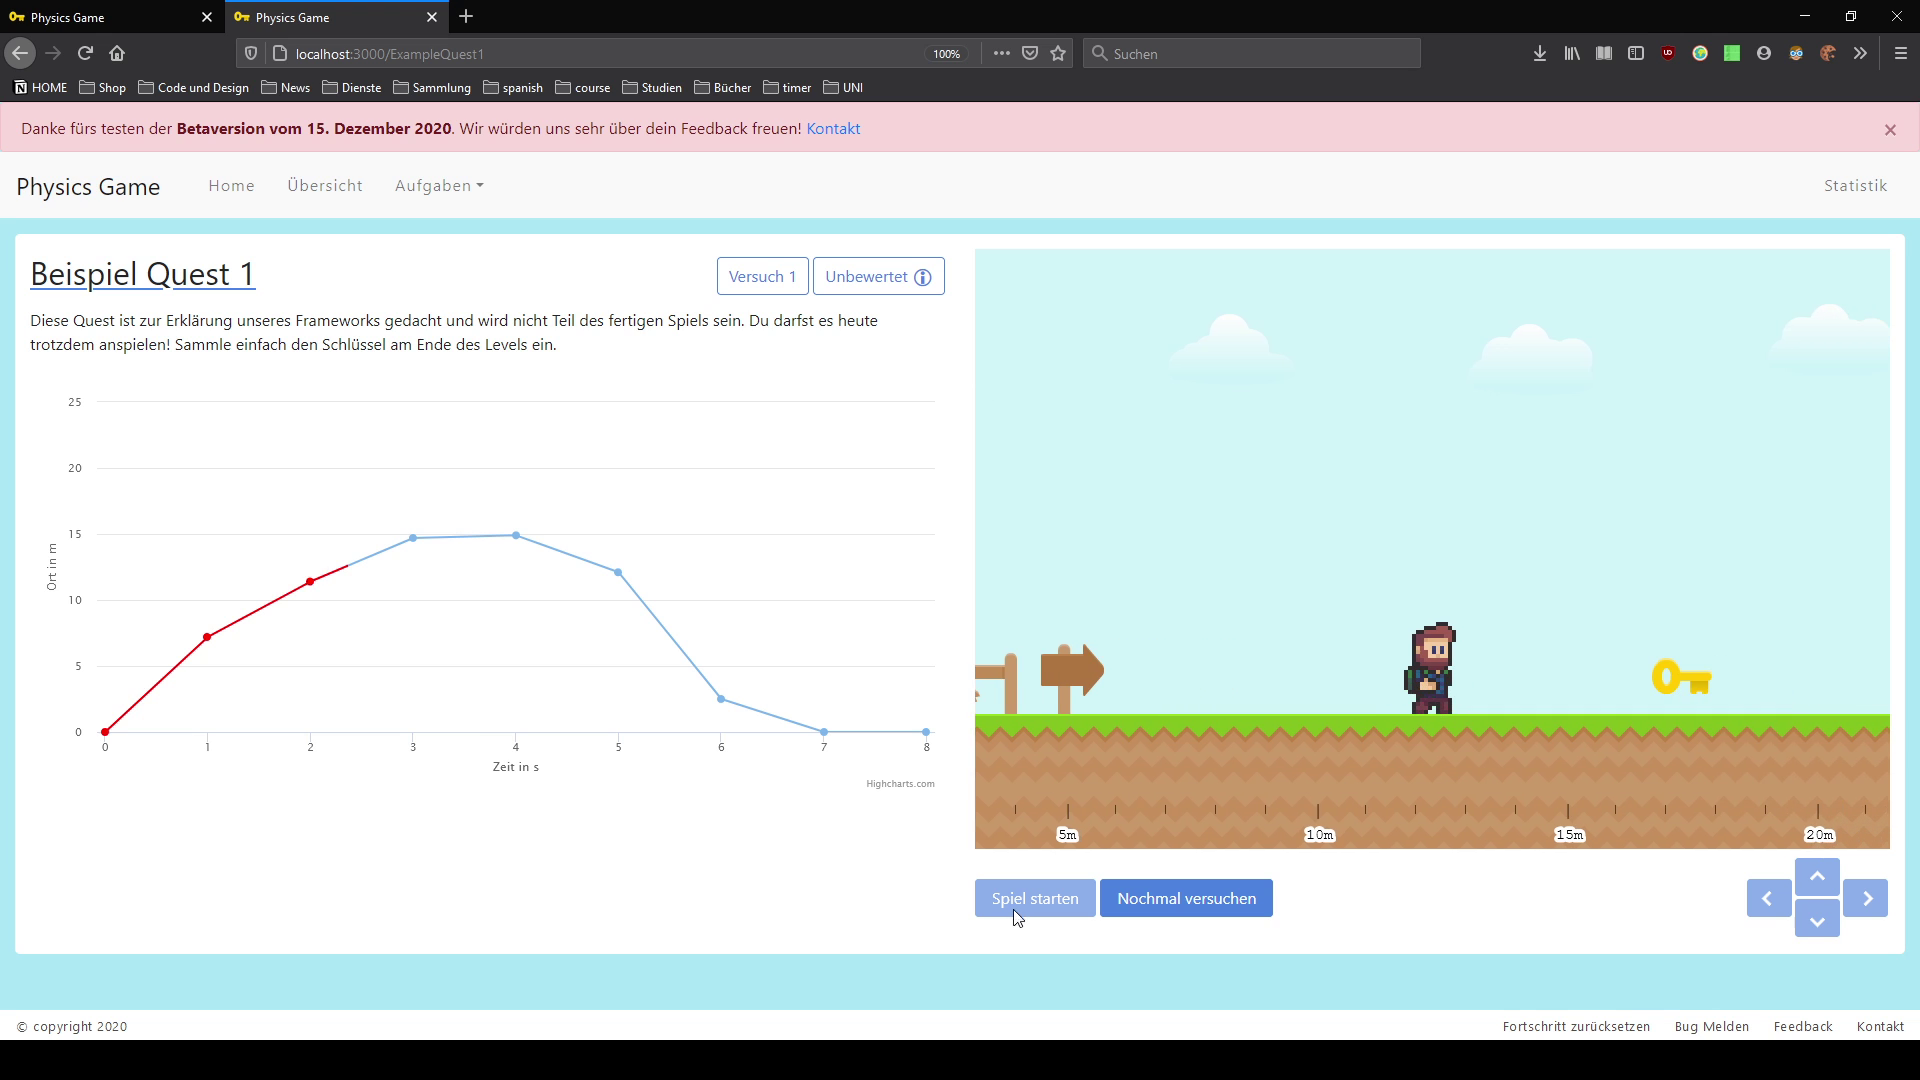 Physics Game
Physics Game
localhost:3000/ExampleQuest1
100%
Suchen
HOME Shop Code und Design News Dienste Sammlung spanish course Studien Bücher timer UNI
Danke fürs testen der Betaversion vom 15. Dezember 2020. Wir würden uns sehr über dein Feedback freuen! Kontakt
Physics Game Home Übersicht Aufgaben Statistik
Beispiel Quest 1
Versuch 1
Unbewertet
Diese Quest ist zur Erklärung unseres Frameworks gedacht und wird nicht Teil des fertigen Spiels sein. Du darfst es heute
trotzdem anspielen! Sammle einfach den Schlüssel am Ende des Levels ein.
25
20
15
10
5
0
Ort in m
0 1 2 3 4 5 6 7 8
Zeit in s
Highcharts.com
5m 10m 15m 20m
Spiel starten
Nochmal versuchen
© copyright 2020
Fortschritt zurücksetzen Bug Melden Feedback Kontakt